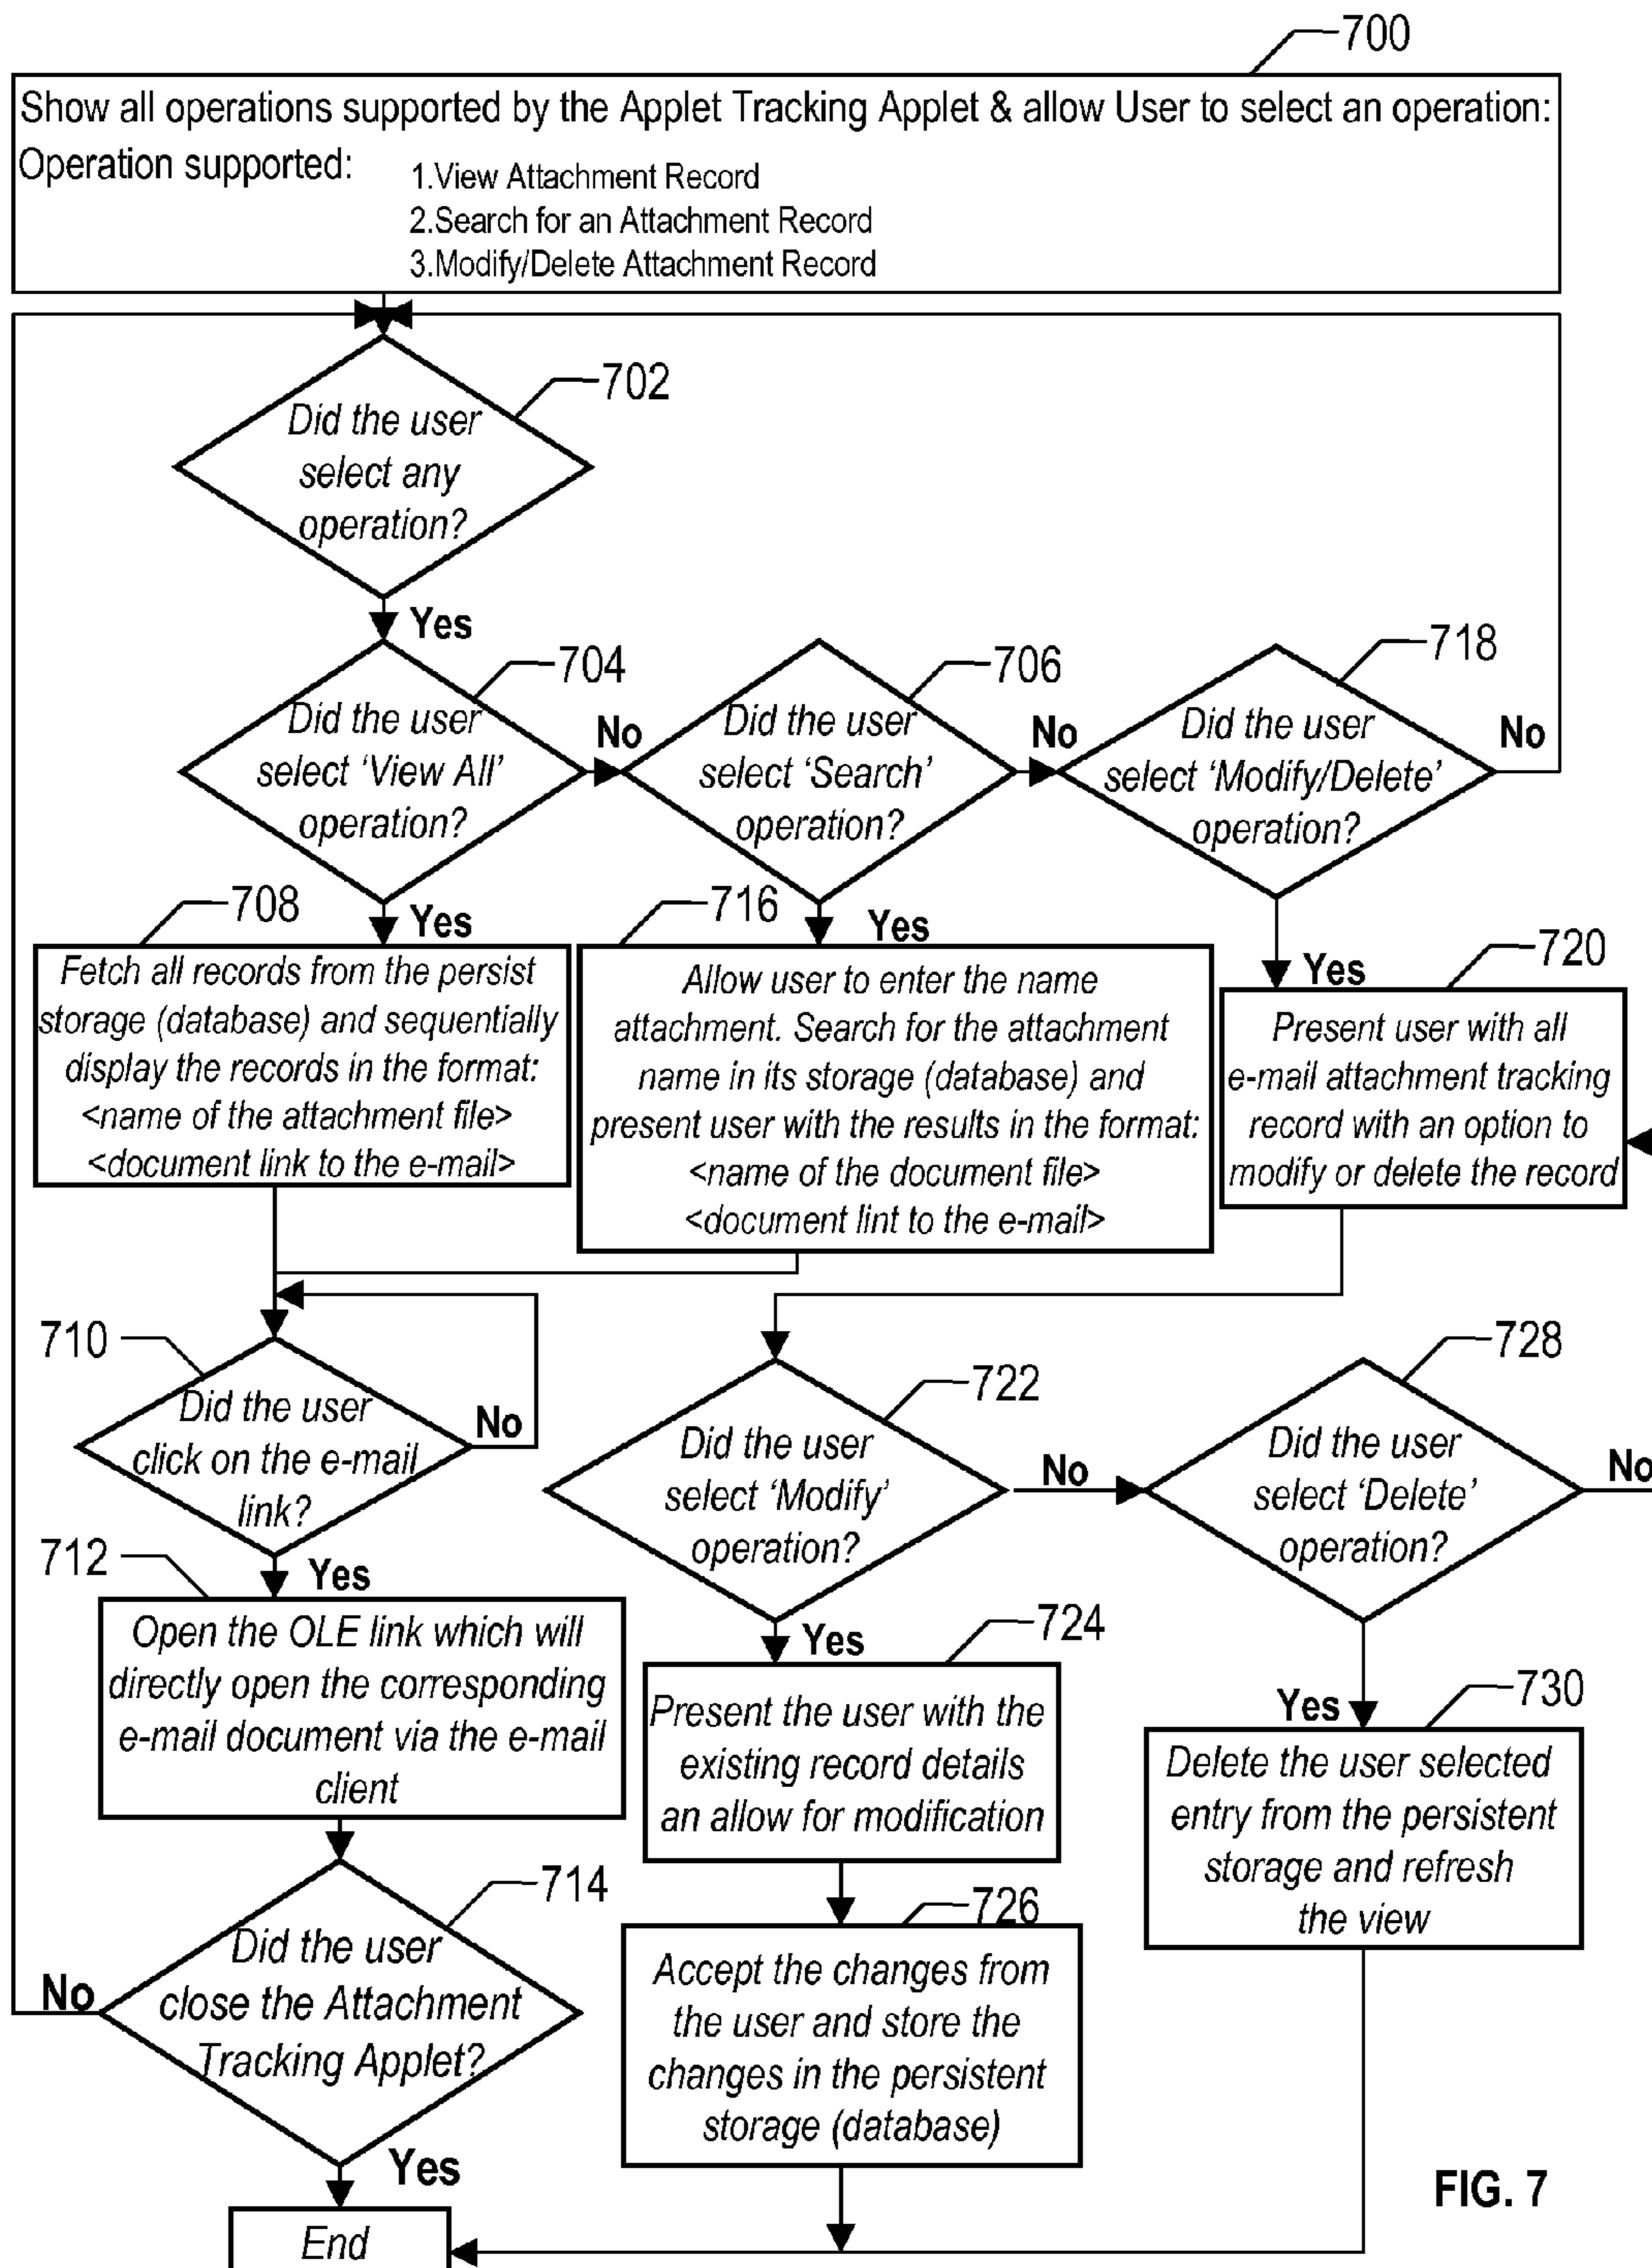 700
Show all operations supported by the Applet Tracking Applet & allow User to select an operation:
Operation supported:
1.View Attachment Record
2.Search for an Attachment Record
3.Modify/Delete Attachment Record
702
Did the user
select any
operation?
Yes
704
Did the user
select ‘View All’
operation?
No
706
Did the user
select ‘Search’
operation?
No
718
Did the user
select ‘Modify/Delete’
operation?
No
708
Yes
Fetch all records from the persist
storage (database) and sequentially
display the records in the format:
<name of the attachment file>
<document link to the e-mail>
716
Yes
Allow user to enter the name
attachment. Search for the attachment
name in its storage (database) and
present user with the results in the format:
<name of the document file>
<document lint to the e-mail>
Yes
720
Present user with all
e-mail attachment tracking
record with an option to
modify or delete the record
710
Did the user
click on the e-mail
link?
No
722
Did the user
select ‘Modify’
operation?
No
728
Did the user
select ‘Delete’
operation?
No
712
Yes
Open the OLE link which will
directly open the corresponding
e-mail document via the e-mail
client
Yes
724
Present the user with the
existing record details
an allow for modification
Yes
730
Delete the user selected
entry from the persistent
storage and refresh
the view
714
Did the user
close the Attachment
Tracking Applet?
No
726
Accept the changes from
the user and store the
changes in the persistent
storage (database)
Yes
End
FIG. 7